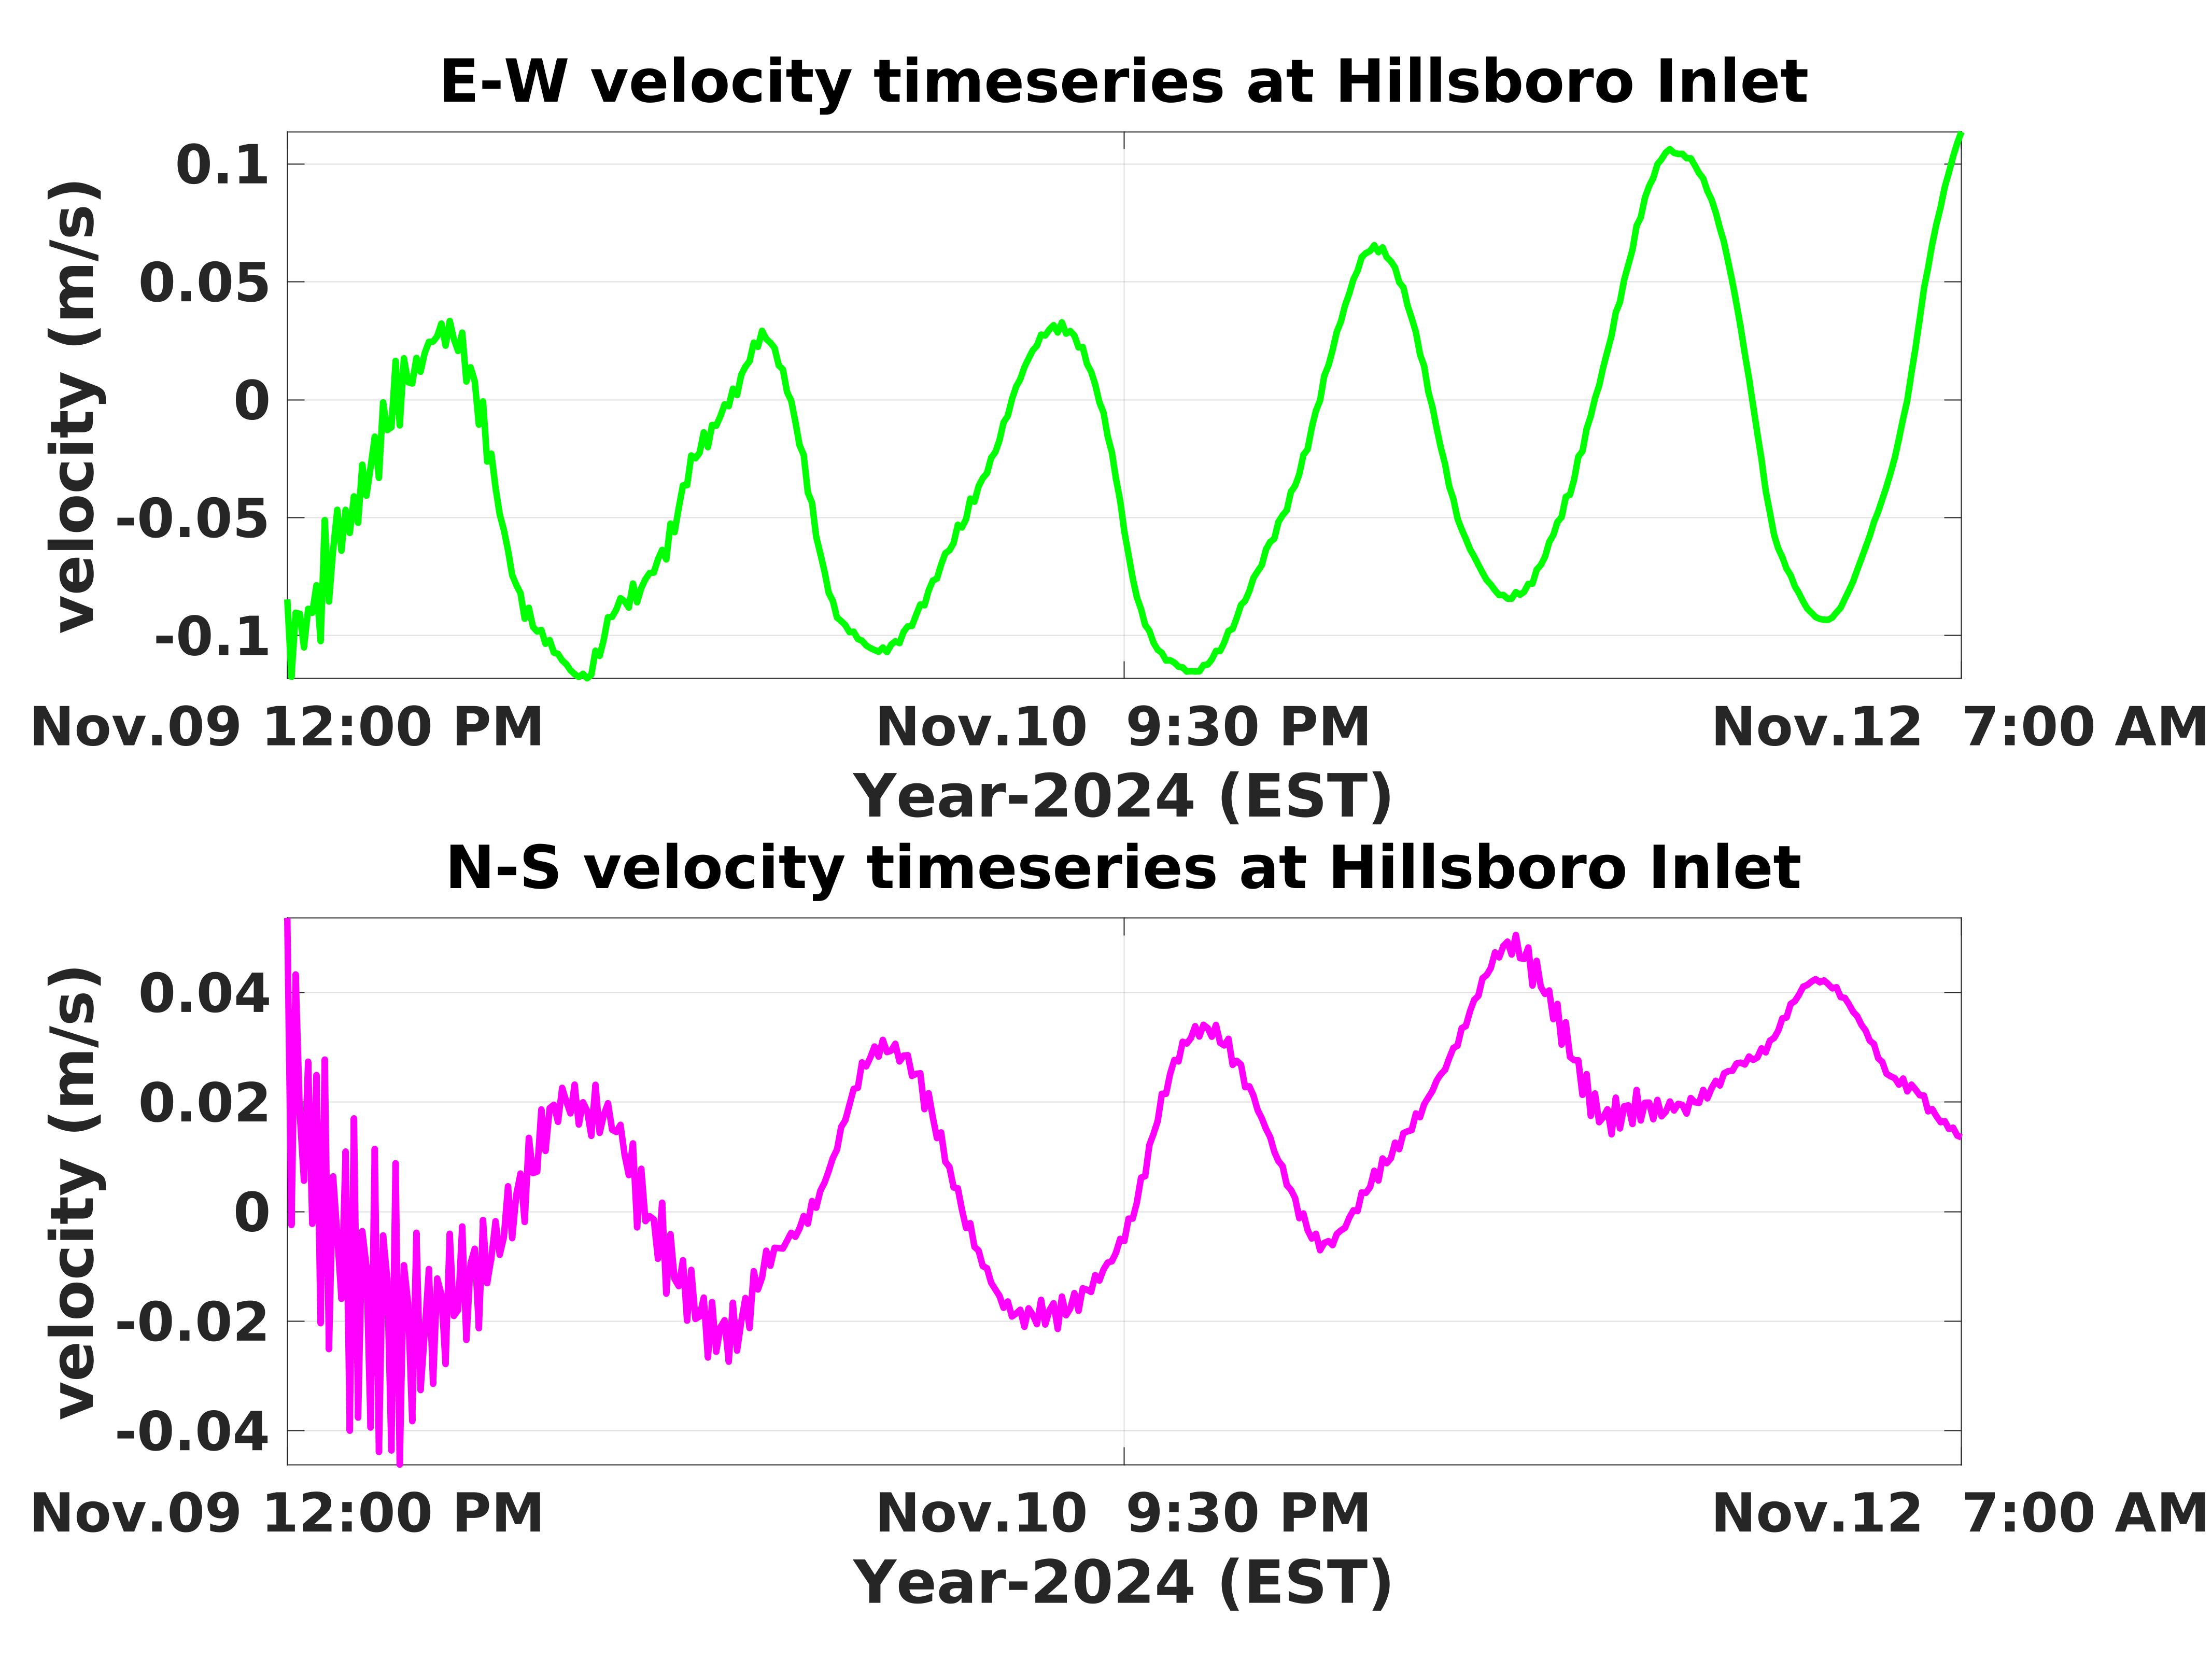 E-W velocity timeseries at Hillsboro Inlet
velocity (m/s)
0.1
0.05
0
-0.05
-0.1
Nov.09 12:00 PM
Nov.10  9:30 PM
Nov.12  7:00 AM
Year-2024 (EST)
N-S velocity timeseries at Hillsboro Inlet
velocity (m/s)
0.04
0.02
0
-0.02
-0.04
Nov.09 12:00 PM
Nov.10  9:30 PM
Nov.12  7:00 AM
Year-2024 (EST)